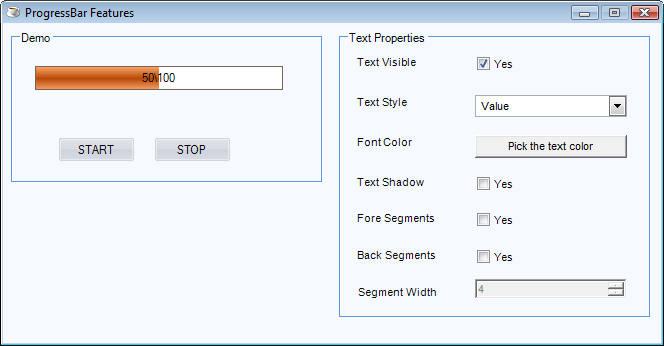 ProgressBar Features
Demo
50\100
START STOP
Text Properties
Text Visible Yes
Text Style Value
Font Color Pick the text color
Text Shadow Yes
Fore Segments Yes
Back Segments Yes
Segment Width 4